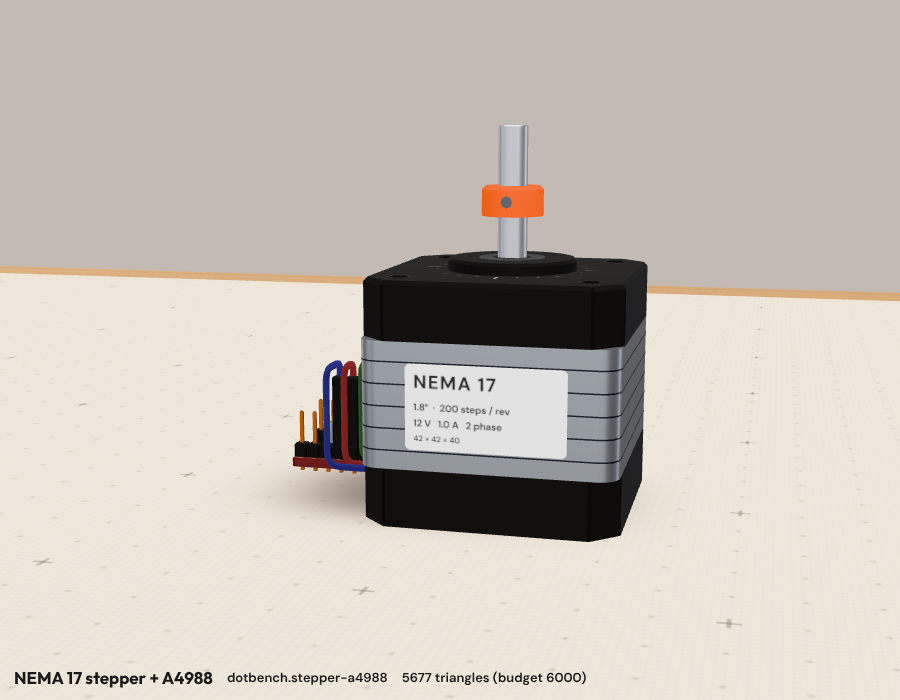 NEMA 17
1.8° · 200 steps / rev
12 V 1.0 A 2 phase
42 × 42 × 40
NEMA 17 stepper + A4988 dotbench.stepper-a4988 5677 triangles (budget 6000)